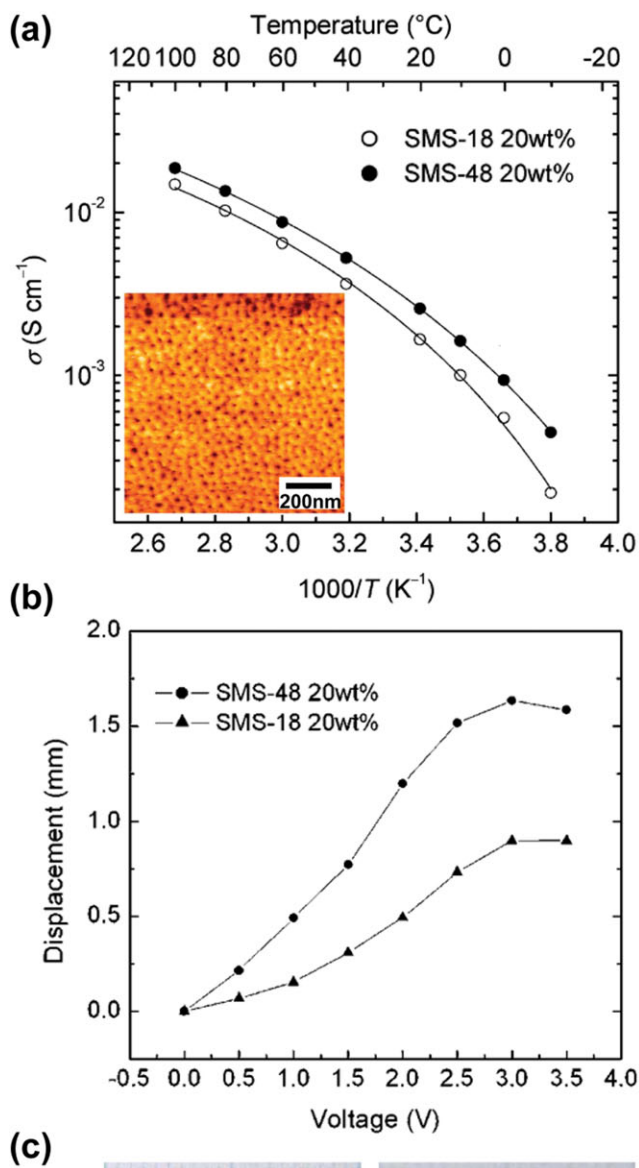 (a)
Temperature (°C)
120 100 80 60 40 20 0 -20
SMS-18 20wt%
SMS-48 20wt%
10⁻²
10⁻³
σ (S cm⁻¹)
200nm
2.6 2.8 3.0 3.2 3.4 3.6 3.8 4.0
1000/T (K⁻¹)
(b)
2.0
1.5
1.0
0.5
0.0
Displacement (mm)
SMS-48 20wt%
SMS-18 20wt%
-0.5 0.0 0.5 1.0 1.5 2.0 2.5 3.0 3.5 4.0
Voltage (V)
(c)